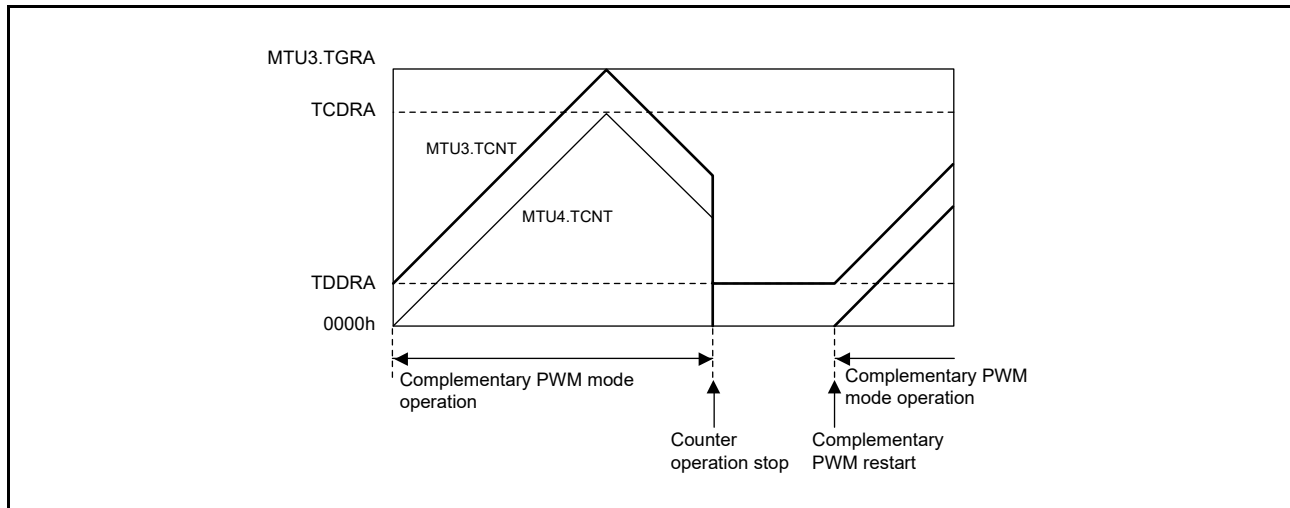 MTU3.TGRA
TCDRA
MTU3.TCNT
MTU4.TCNT
TDDRA
0000h
Complementary PWM mode
operation
Complementary PWM
mode operation
Counter
operation stop
Complementary
PWM restart